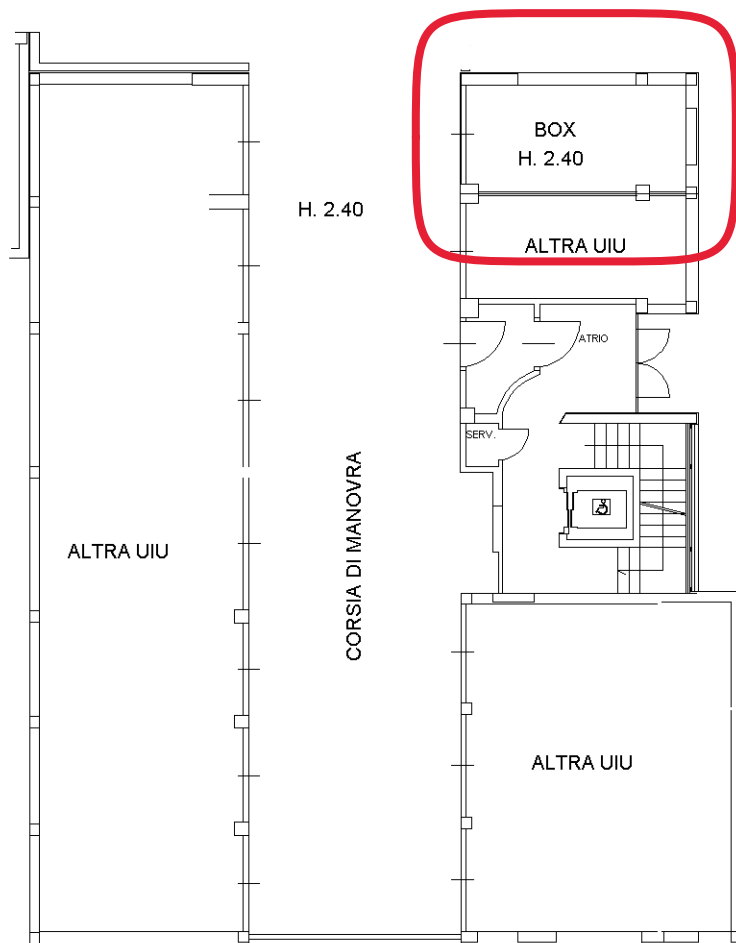 BOX
H. 2.40
H. 2.40
ALTRA UIU
ATRIO
SERV.
CORSIA DI MANOVRA
ALTRA UIU
ALTRA UIU